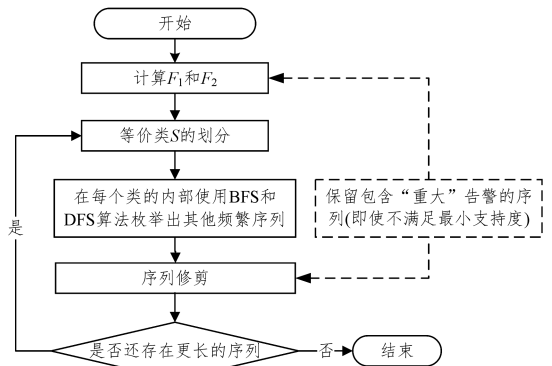 开始
计算F₁和F₂
等价类S的划分
在每个类的内部使用BFS和
DFS算法枚举出其他频繁序列
保留包含“重大”告警的序
列(即使不满足最小支持度)
是
序列修剪
是否还存在更长的序列
否
结束